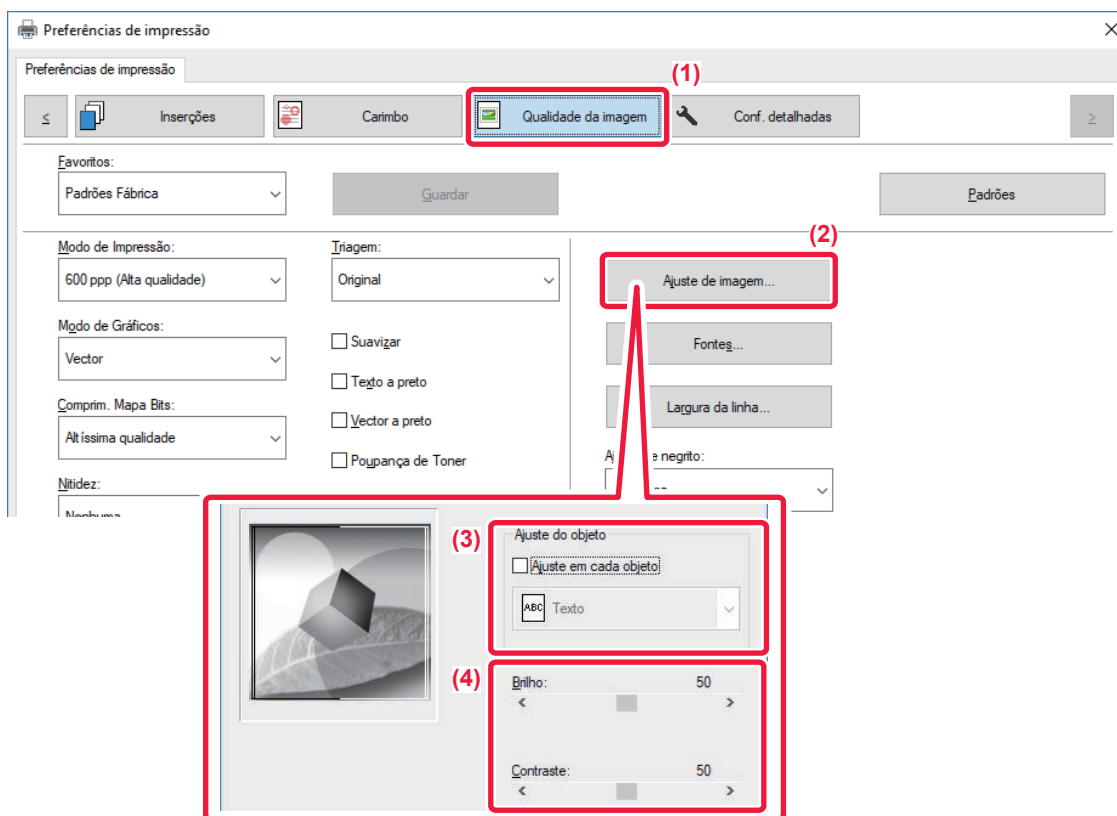 Preferências de impressão
Preferências de impressão
(1)
< Inserções Carimbo Qualidade da imagem Conf. detalhadas >
Favoritos:
Padrões Fábrica Guardar Padrões
(2)
Modo de Impressão: Triagem:
600 ppp (Alta qualidade) Original Ajuste de imagem...
Modo de Gráficos:
Vector Suavizar Fontes...
Texto a preto
Comprim. Mapa Bits: Vector a preto Largura da linha...
Altíssima qualidade
Poupança de Toner negrito:
Nitidez:
(3) Ajuste do objeto
Ajuste em cada objeto
ABC Texto
(4) Brilho: 50
< >
Contraste: 50
< >